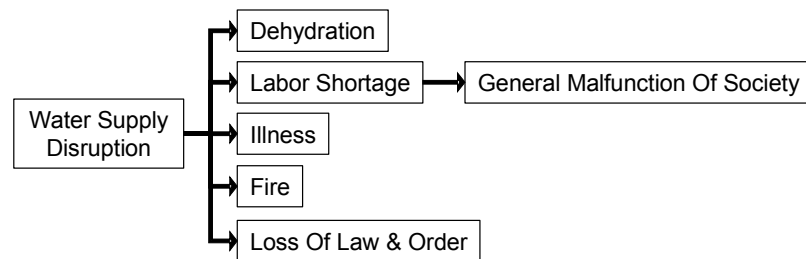 Dehydration
Labor Shortage
General Malfunction Of Society
Water Supply
Disruption
Illness
Fire
Loss Of Law & Order